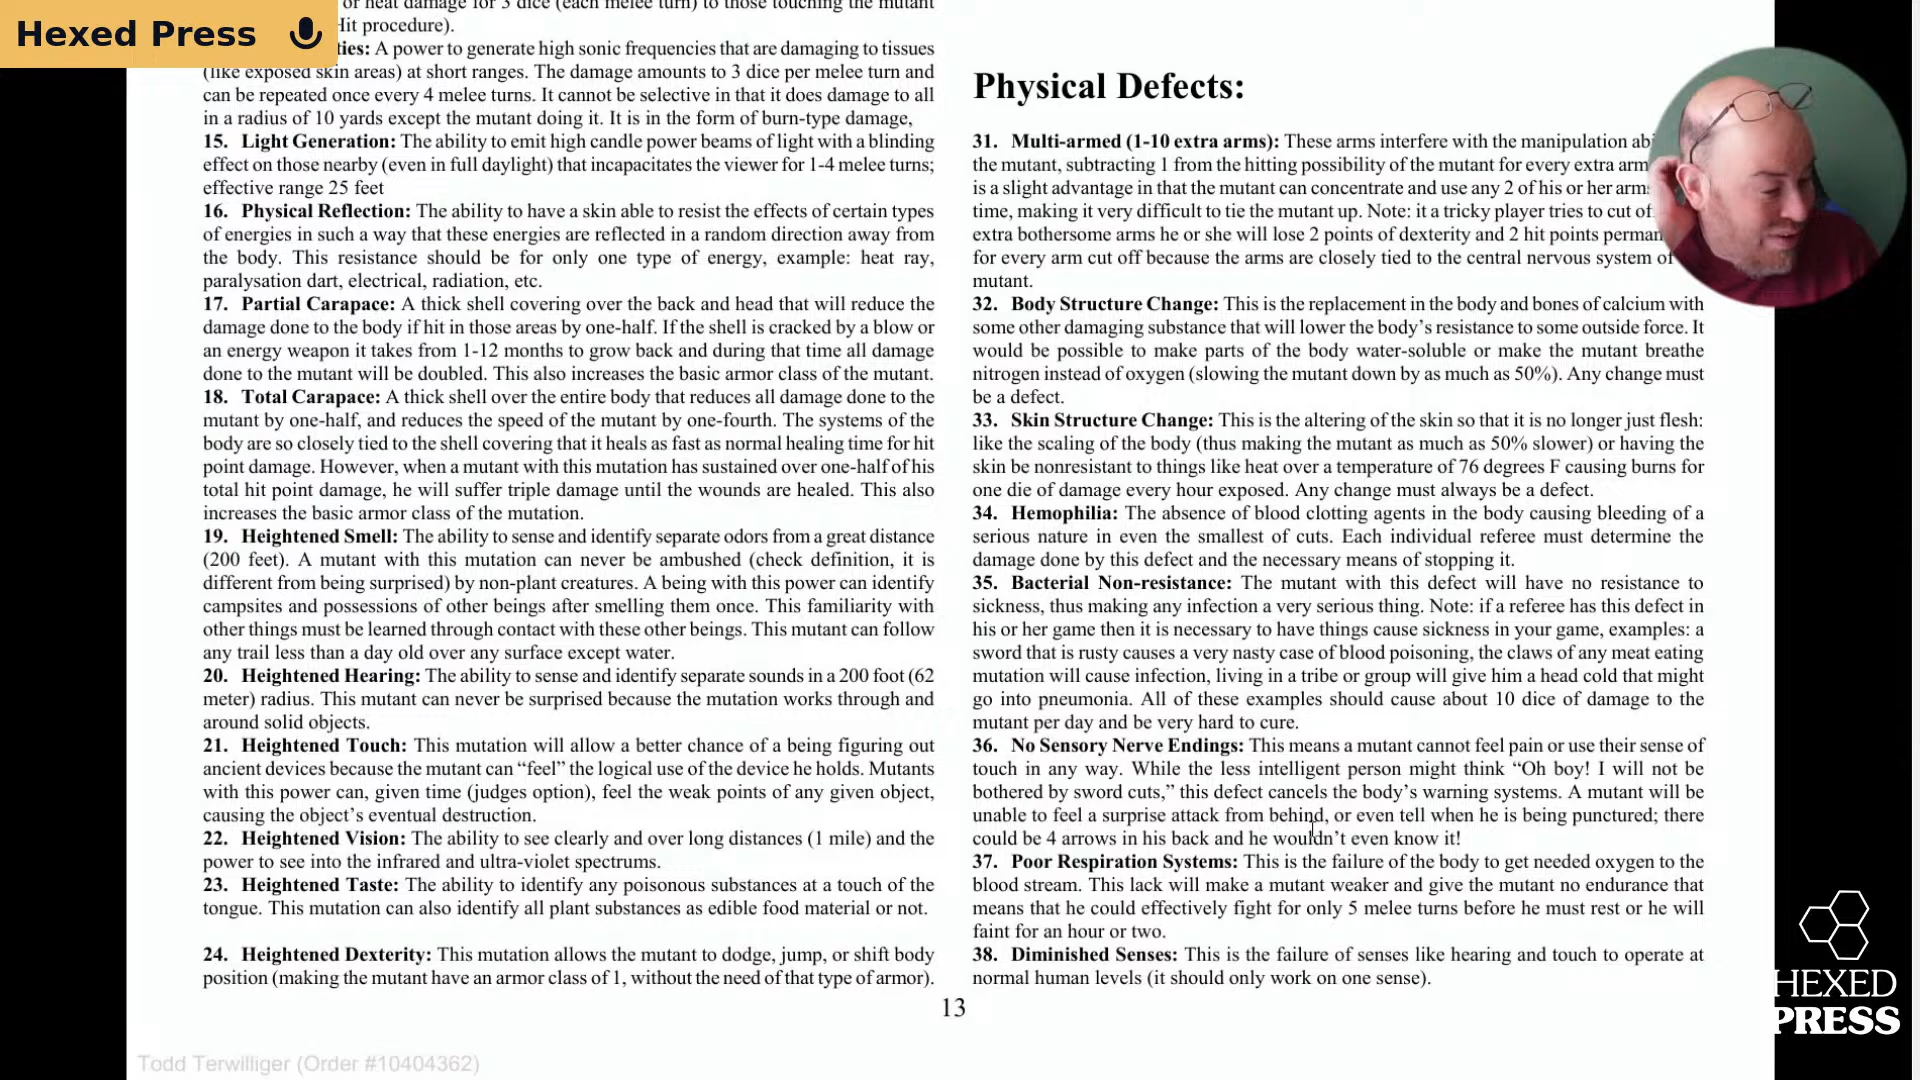 Hexed Press
or heat damage for 3 dice (each melee turn) to those touching the mutant
Hit procedure).
ties: A power to generate high sonic frequencies that are damaging to tissues
(like exposed skin areas) at short ranges. The damage amounts to 3 dice per melee turn and
can be repeated once every 4 melee turns. It cannot be selective in that it does damage to all
in a radius of 10 yards except the mutant doing it. It is in the form of burn-type damage,
15. Light Generation: The ability to emit high candle power beams of light with a blinding
effect on those nearby (even in full daylight) that incapacitates the viewer for 1-4 melee turns;
effective range 25 feet
16. Physical Reflection: The ability to have a skin able to resist the effects of certain types
of energies in such a way that these energies are reflected in a random direction away from
the body. This resistance should be for only one type of energy, example: heat ray,
paralysation dart, electrical, radiation, etc.
17. Partial Carapace: A thick shell covering over the back and head that will reduce the
damage done to the body if hit in those areas by one-half. If the shell is cracked by a blow or
an energy weapon it takes from 1-12 months to grow back and during that time all damage
done to the mutant will be doubled. This also increases the basic armor class of the mutant.
18. Total Carapace: A thick shell over the entire body that reduces all damage done to the
mutant by one-half, and reduces the speed of the mutant by one-fourth. The systems of the
body are so closely tied to the shell covering that it heals as fast as normal healing time for hit
point damage. However, when a mutant with this mutation has sustained over one-half of his
total hit point damage, he will suffer triple damage until the wounds are healed. This also
increases the basic armor class of the mutation.
19. Heightened Smell: The ability to sense and identify separate odors from a great distance
(200 feet). A mutant with this mutation can never be ambushed (check definition, it is
different from being surprised) by non-plant creatures. A being with this power can identify
campsites and possessions of other beings after smelling them once. This familiarity with
other things must be learned through contact with these other beings. This mutant can follow
any trail less than a day old over any surface except water.
20. Heightened Hearing: The ability to sense and identify separate sounds in a 200 foot (62
meter) radius. This mutant can never be surprised because the mutation works through and
around solid objects.
21. Heightened Touch: This mutation will allow a better chance of a being figuring out
ancient devices because the mutant can “feel” the logical use of the device he holds. Mutants
with this power can, given time (judges option), feel the weak points of any given object,
causing the object’s eventual destruction.
22. Heightened Vision: The ability to see clearly and over long distances (1 mile) and the
power to see into the infrared and ultra-violet spectrums.
23. Heightened Taste: The ability to identify any poisonous substances at a touch of the
tongue. This mutation can also identify all plant substances as edible food material or not.
24. Heightened Dexterity: This mutation allows the mutant to dodge, jump, or shift body
position (making the mutant have an armor class of 1, without the need of that type of armor).
Physical Defects:
31. Multi-armed (1-10 extra arms): These arms interfere with the manipulation
the mutant, subtracting 1 from the hitting possibility of the mutant for every extra arm
is a slight advantage in that the mutant can concentrate and use any 2 of his or her
time, making it very difficult to tie the mutant up. Note: it a tricky player tries to cut
extra bothersome arms he or she will lose 2 points of dexterity and 2 hit points
for every arm cut off because the arms are closely tied to the central nervous system of
mutant.
32. Body Structure Change: This is the replacement in the body and bones of calcium with
some other damaging substance that will lower the body’s resistance to some outside force. It
would be possible to make parts of the body water-soluble or make the mutant breathe
nitrogen instead of oxygen (slowing the mutant down by as much as 50%). Any change must
be a defect.
33. Skin Structure Change: This is the altering of the skin so that it is no longer just flesh:
like the scaling of the body (thus making the mutant as much as 50% slower) or having the
skin be nonresistant to things like heat over a temperature of 76 degrees F causing burns for
one die of damage every hour exposed. Any change must always be a defect.
34. Hemophilia: The absence of blood clotting agents in the body causing bleeding of a
serious nature in even the smallest of cuts. Each individual referee must determine the
damage done by this defect and the necessary means of stopping it.
35. Bacterial Non-resistance: The mutant with this defect will have no resistance to
sickness, thus making any infection a very serious thing. Note: if a referee has this defect in
his or her game then it is necessary to have things cause sickness in your game, examples: a
sword that is rusty causes a very nasty case of blood poisoning, the claws of any meat eating
mutation will cause infection, living in a tribe or group will give him a head cold that might
go into pneumonia. All of these examples should cause about 10 dice of damage to the
mutant per day and be very hard to cure.
36. No Sensory Nerve Endings: This means a mutant cannot feel pain or use their sense of
touch in any way. While the less intelligent person might think “Oh boy! I will not be
bothered by sword cuts,” this defect cancels the body’s warning systems. A mutant will be
unable to feel a surprise attack from behind, or even tell when he is being punctured; there
could be 4 arrows in his back and he wouldn’t even know it!
37. Poor Respiration Systems: This is the failure of the body to get needed oxygen to the
blood stream. This lack will make a mutant weaker and give the mutant no endurance that
means that he could effectively fight for only 5 melee turns before he must rest or he will
faint for an hour or two.
38. Diminished Senses: This is the failure of senses like hearing and touch to operate at
normal human levels (it should only work on one sense).
13
Todd Terwilliger (Order #10404362)
HEXED
PRESS